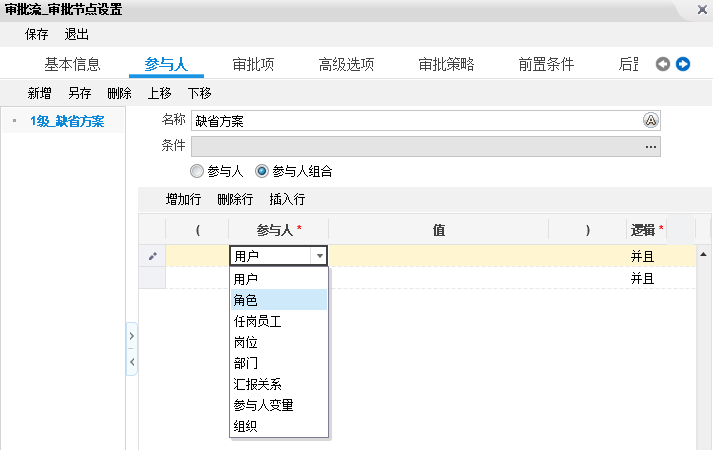 审批流_审批节点设置
保存 退出
基本信息 参与人 审批项 高级选项 审批策略 前置条件 后置
新增 另存 删除 上移 下移
1级_缺省方案
名称 缺省方案 A
条件 ...
参与人 参与人组合
增加行 删除行 插入行
( 参与人 * 值 ) 逻辑 *
用户 并且
用户 并且
角色
任岗员工
岗位
部门
汇报关系
参与人变量
组织